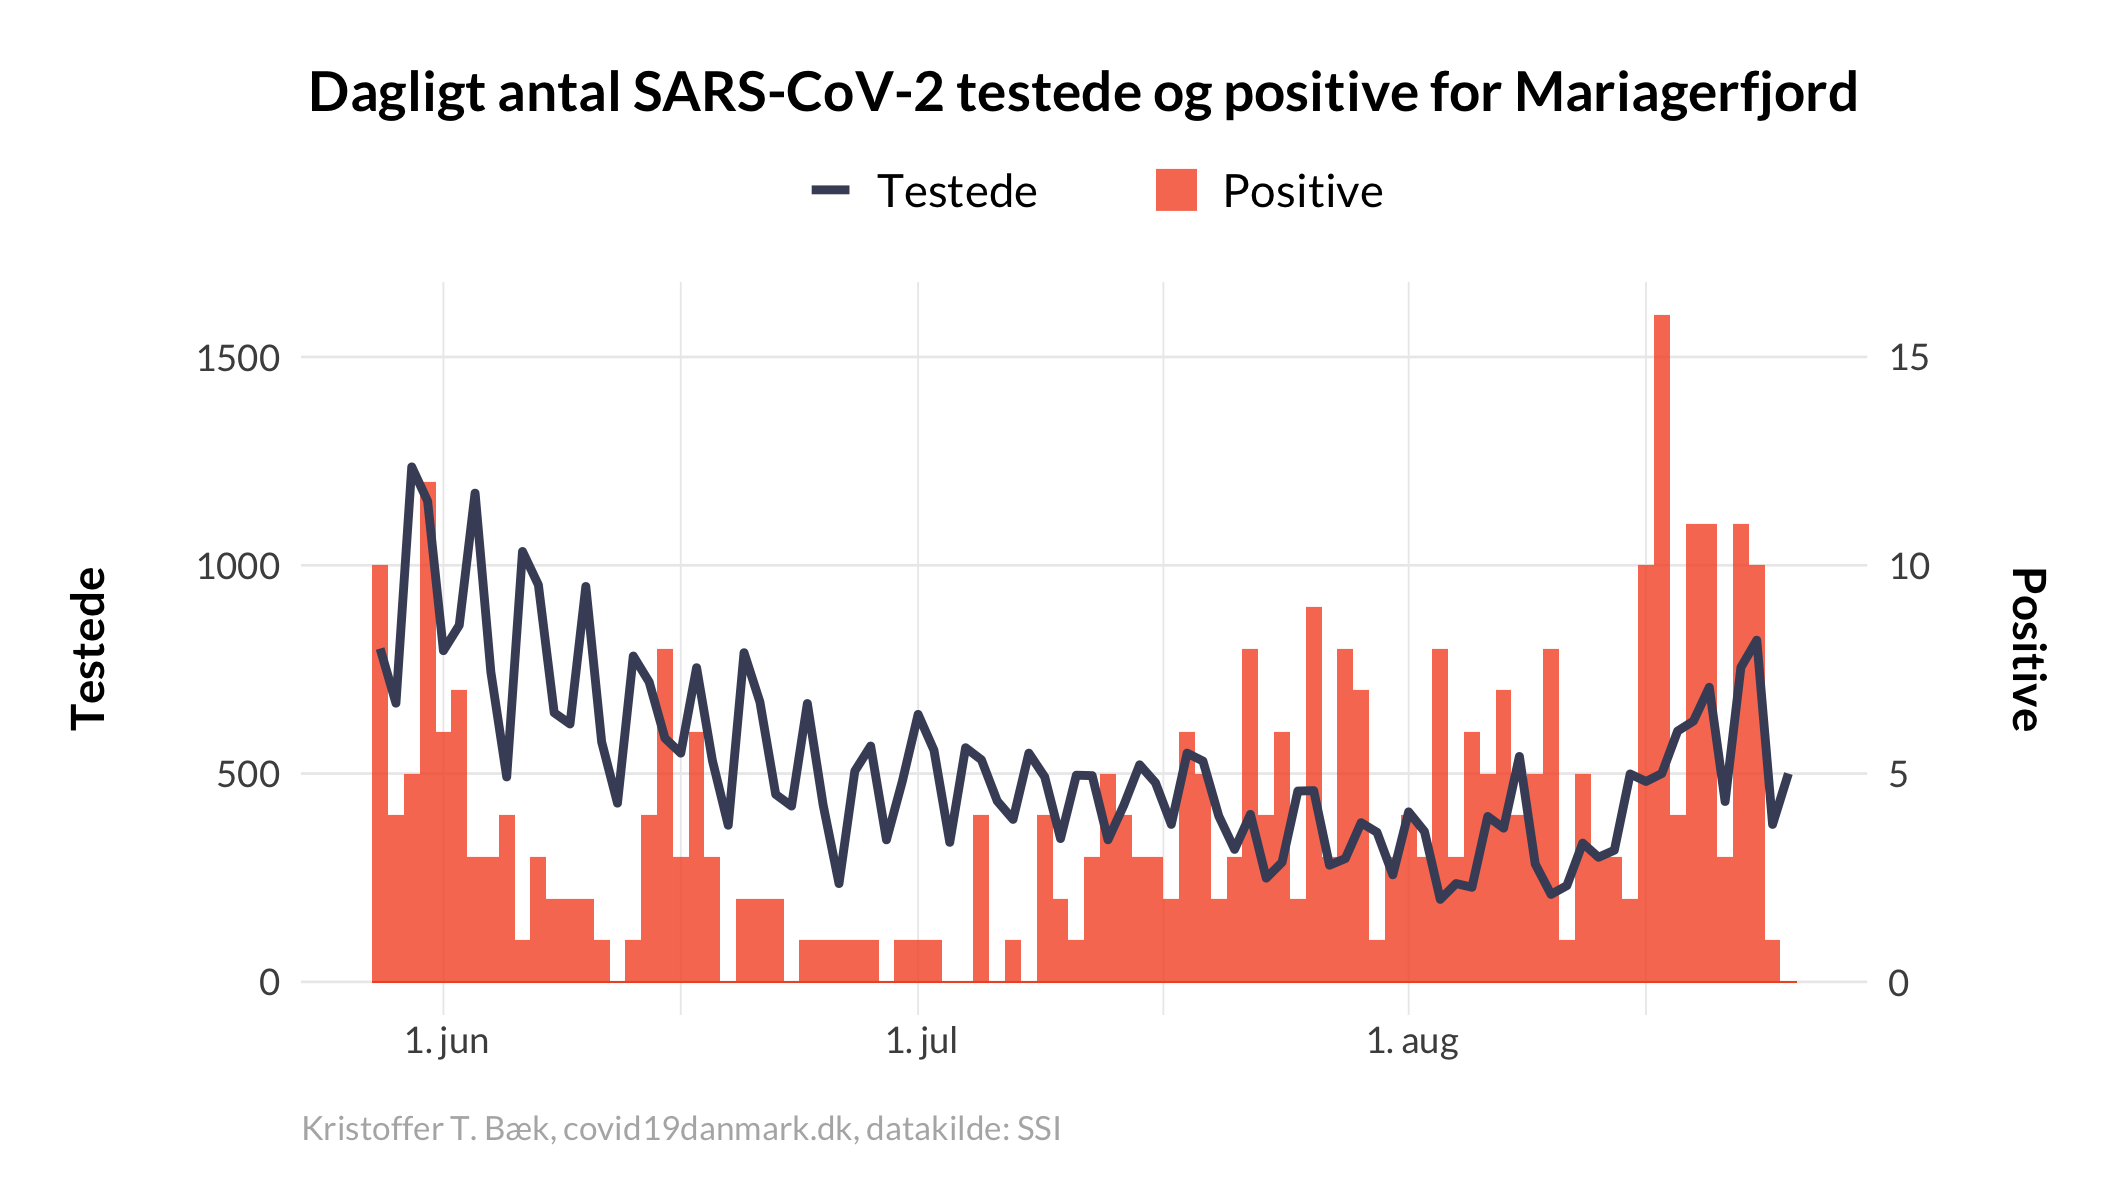 Dagligt antal SARS-CoV-2 testede og positive for Mariagerfjord
Testede
Positive
1500
1000
500
0
Testede
15
10
5
0
Positive
1. jun
1. jul
1. aug
Kristoffer T. Bæk, covid19danmark.dk, datakilde: SSI